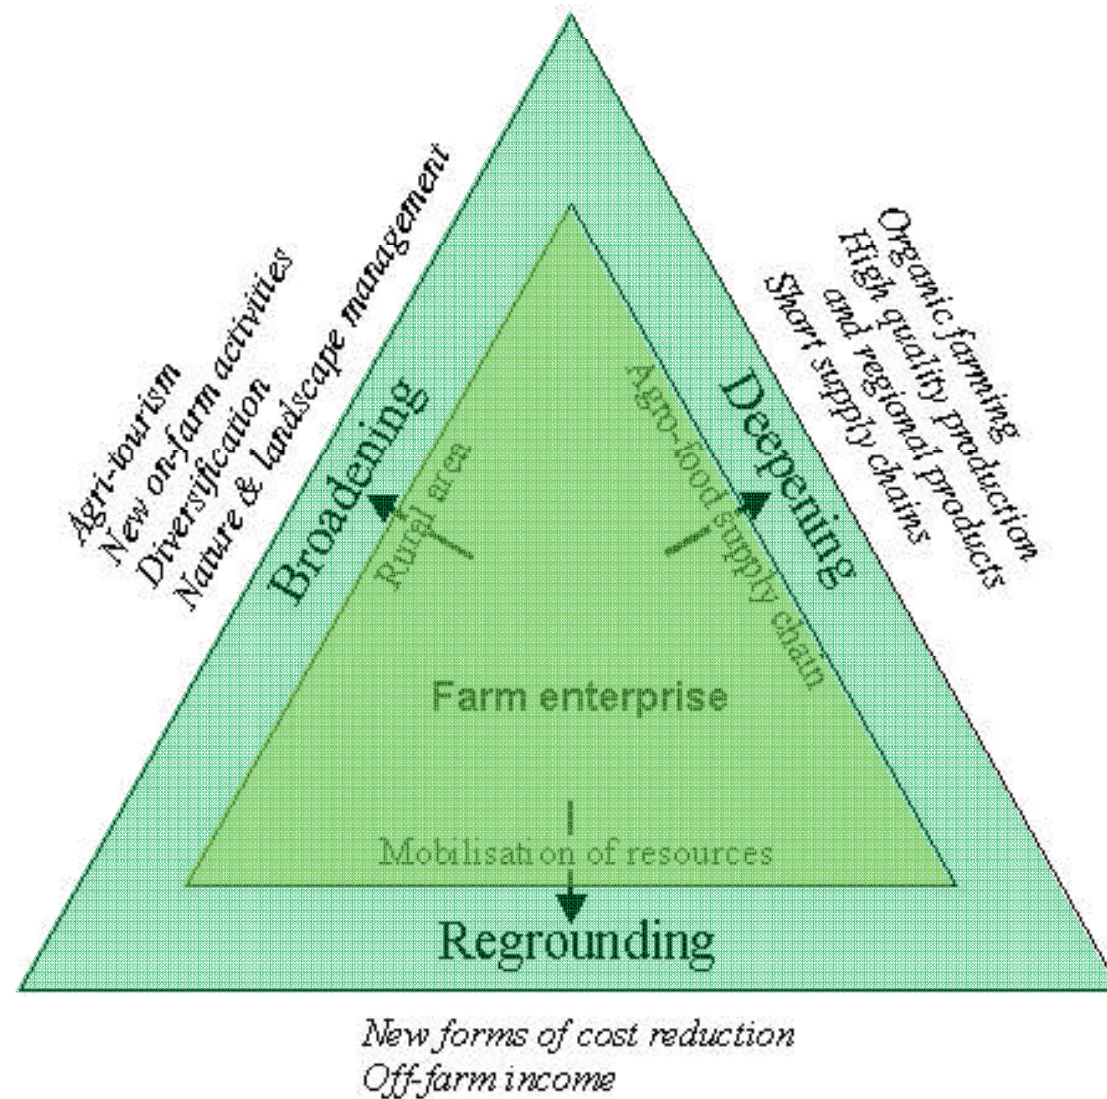 Agri-tourism
New on-farm activities
Diversification
Nature & landscape management
Broadening
Rural area
Organic farming
High quality production
and regional products
Short supply chains
Deepening
Agro-food supply chain
Farm enterprise
Mobilisation of resources
Regrounding
New forms of cost reduction
Off-farm income